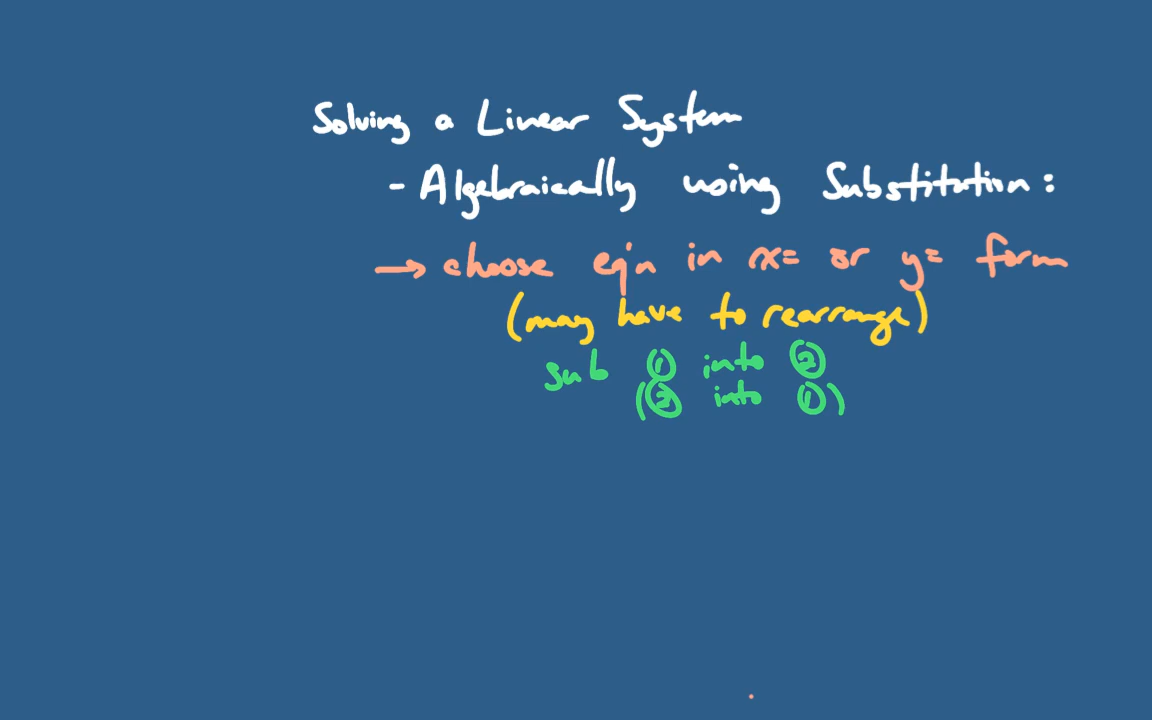 Solving a Linear System
- Algebraically using Substitution:
→ choose eq'n in x= or y= form
(may have to rearrange)
sub ① into ②
(② into ①)